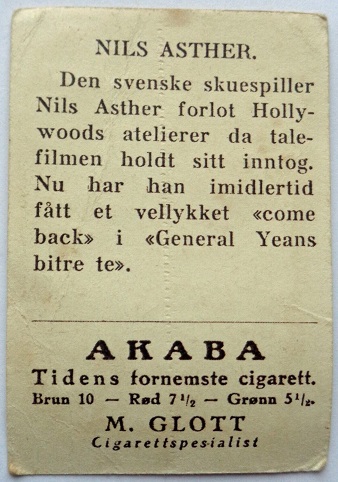 NILS ASTHER.
Den svenske skuespiller
Nils Asther forlot Holly-
woods atelierer da tale-
filmen holdt sitt inntog.
Nu har han imidlertid
fått et vellykket «come
back» i «General Yeans
bitre te».
AKABA
Tidens fornemste cigarett.
Brun 10 — Rød 7½ — Grønn 5½.
M. GLOTT
Cigarettspesialist